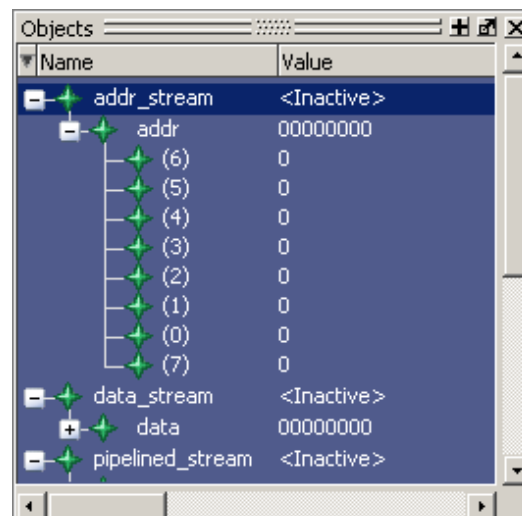 Objects
Name Value
addr_stream <Inactive>
addr 00000000
(6) 0
(5) 0
(4) 0
(3) 0
(2) 0
(1) 0
(0) 0
(7) 0
data_stream <Inactive>
data 00000000
pipelined_stream <Inactive>